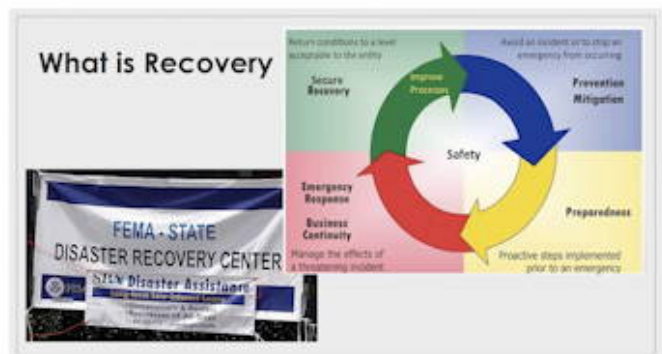 What is Recovery
Return conditions to a level
acceptable to the entity
Secure
Recovery
Improve
Processes
Avoid an incident or to stop an
emergency from occurring
Prevention
Mitigation
Safety
Emergency
Response
Business
Continuity
Manage the effects of
a threatening incident
Preparedness
Proactive steps implemented
prior to an emergency
FEMA - STATE
DISASTER RECOVERY CENTER
Disaster Assistance